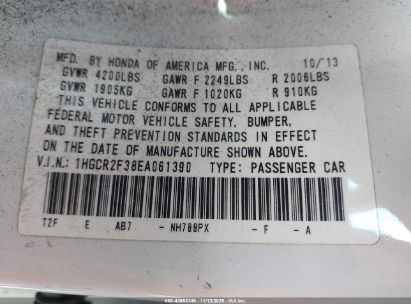 MFD. BY HONDA OF AMERICA MFG., INC. 10/'13
GVWR 4200LBS GAWR F 2249LBS R 2006LBS
GVWR 1905KG GAWR F 1020KG R 910KG
THIS VEHICLE CONFORMS TO ALL APPLICABLE
FEDERAL MOTOR VEHICLE SAFETY, BUMPER,
AND THEFT PREVENTION STANDARDS IN EFFECT
ON THE DATE OF MANUFACTURE SHOWN ABOVE.
V.I.N.: 1HGCR2F38EA061390 TYPE: PASSENGER CAR
T2F E AB7 - NH788PX - F - A